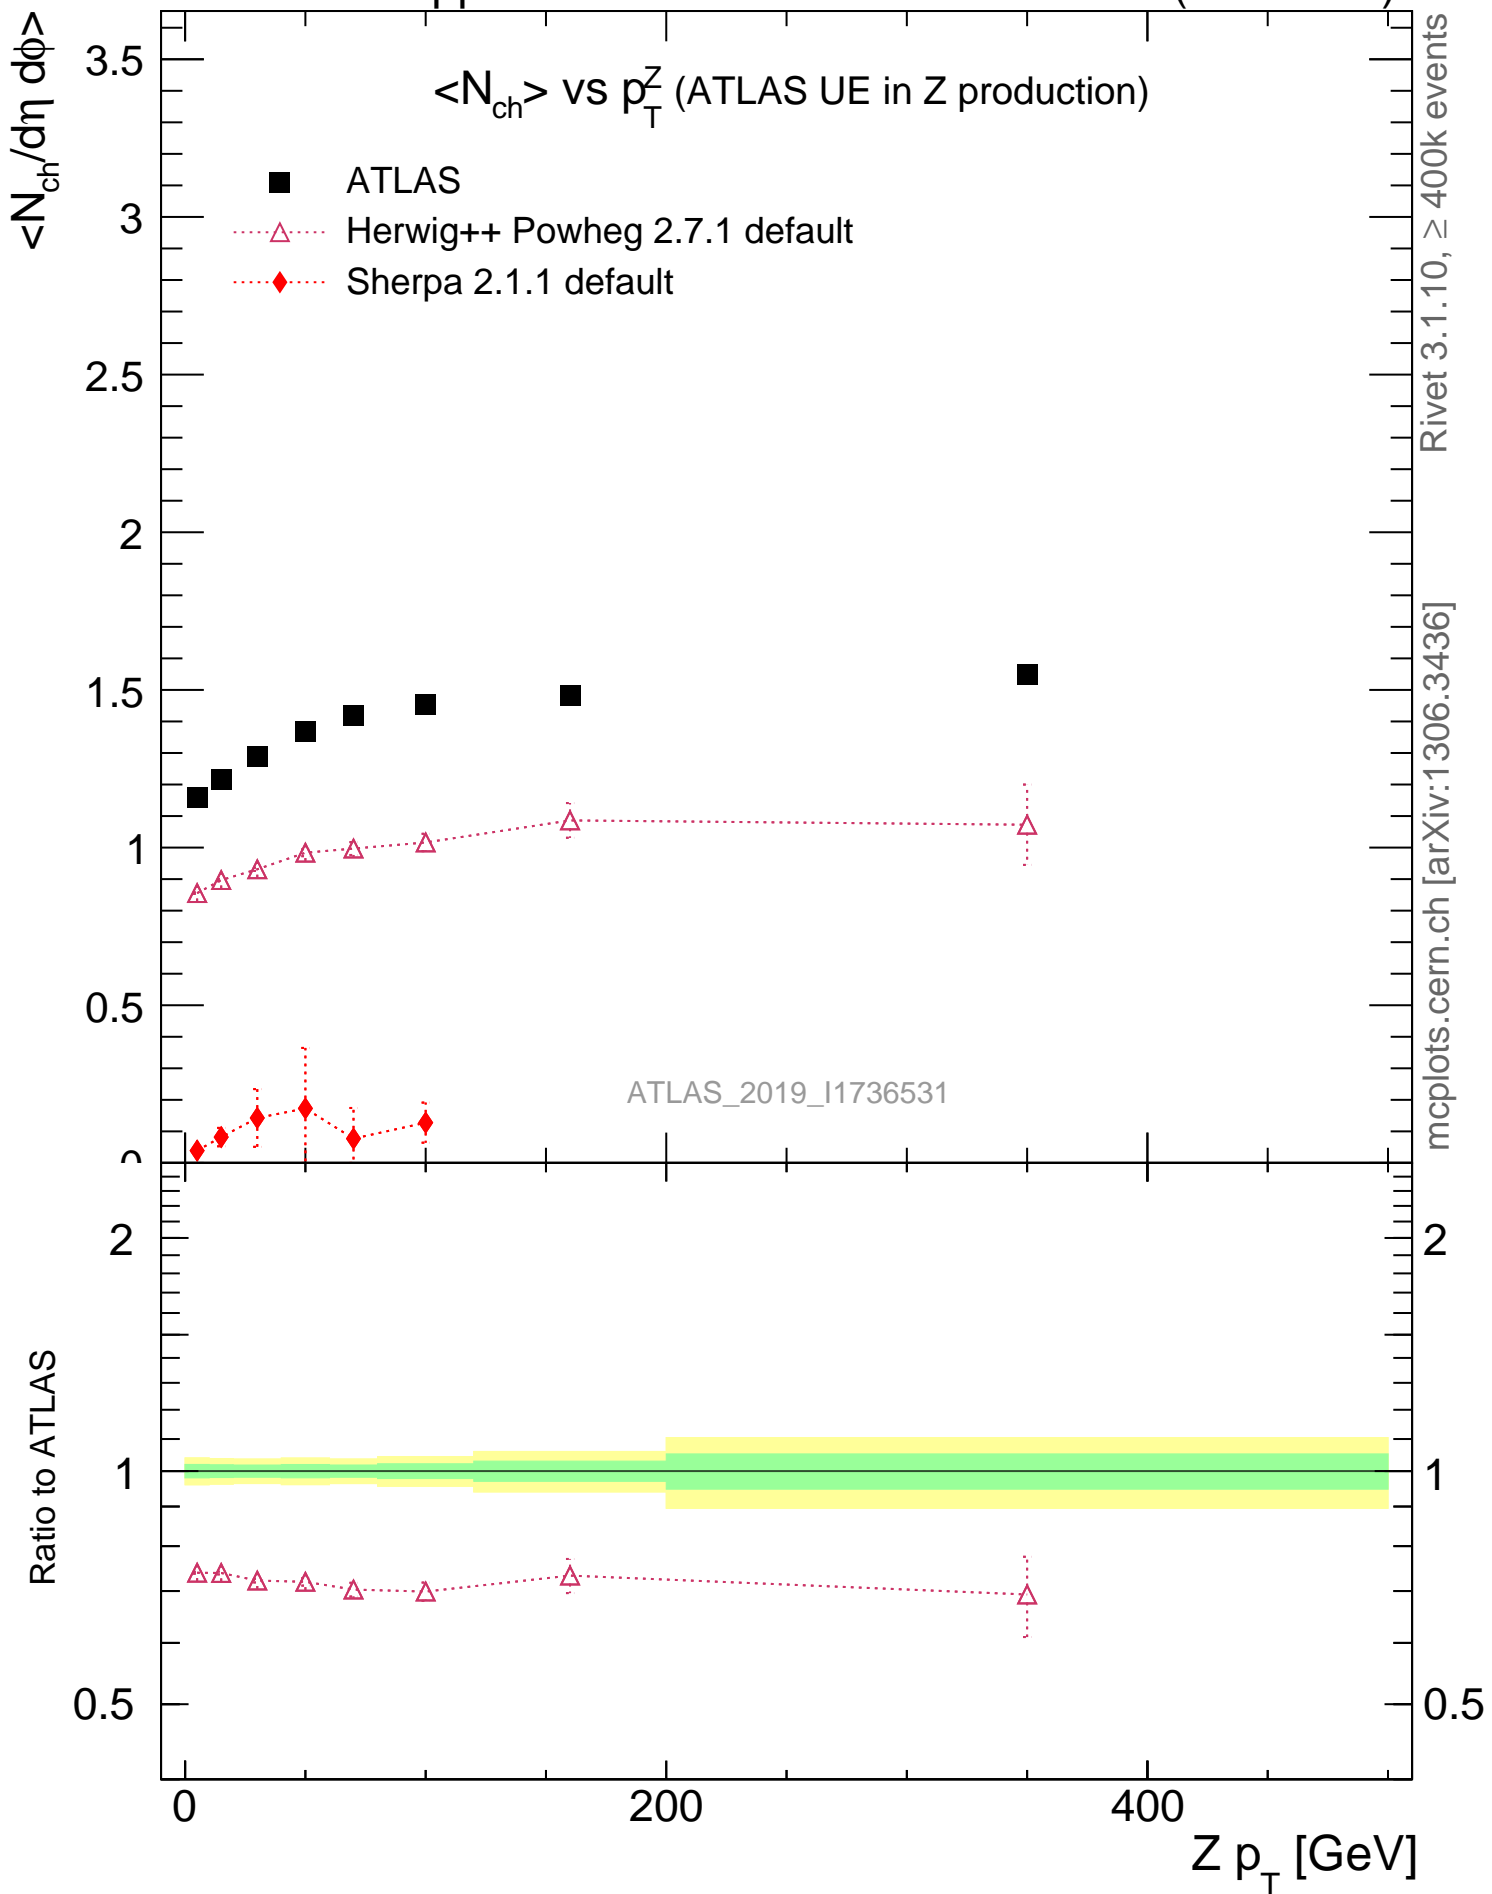 pp
<N_ch> vs p_T^Z (ATLAS UE in Z production)
<N_ch/dη dϕ>
ATLAS
Herwig++ Powheg 2.7.1 default
Sherpa 2.1.1 default
3.5
3
2.5
2
1.5
1
0.5
0
ATLAS_2019_I1736531
Rivet 3.1.10, ≥ 400k events
mcplots.cern.ch [arXiv:1306.3436]
Ratio to ATLAS
2
1
0.5
2
1
0.5
0
200
400
Z p_T [GeV]